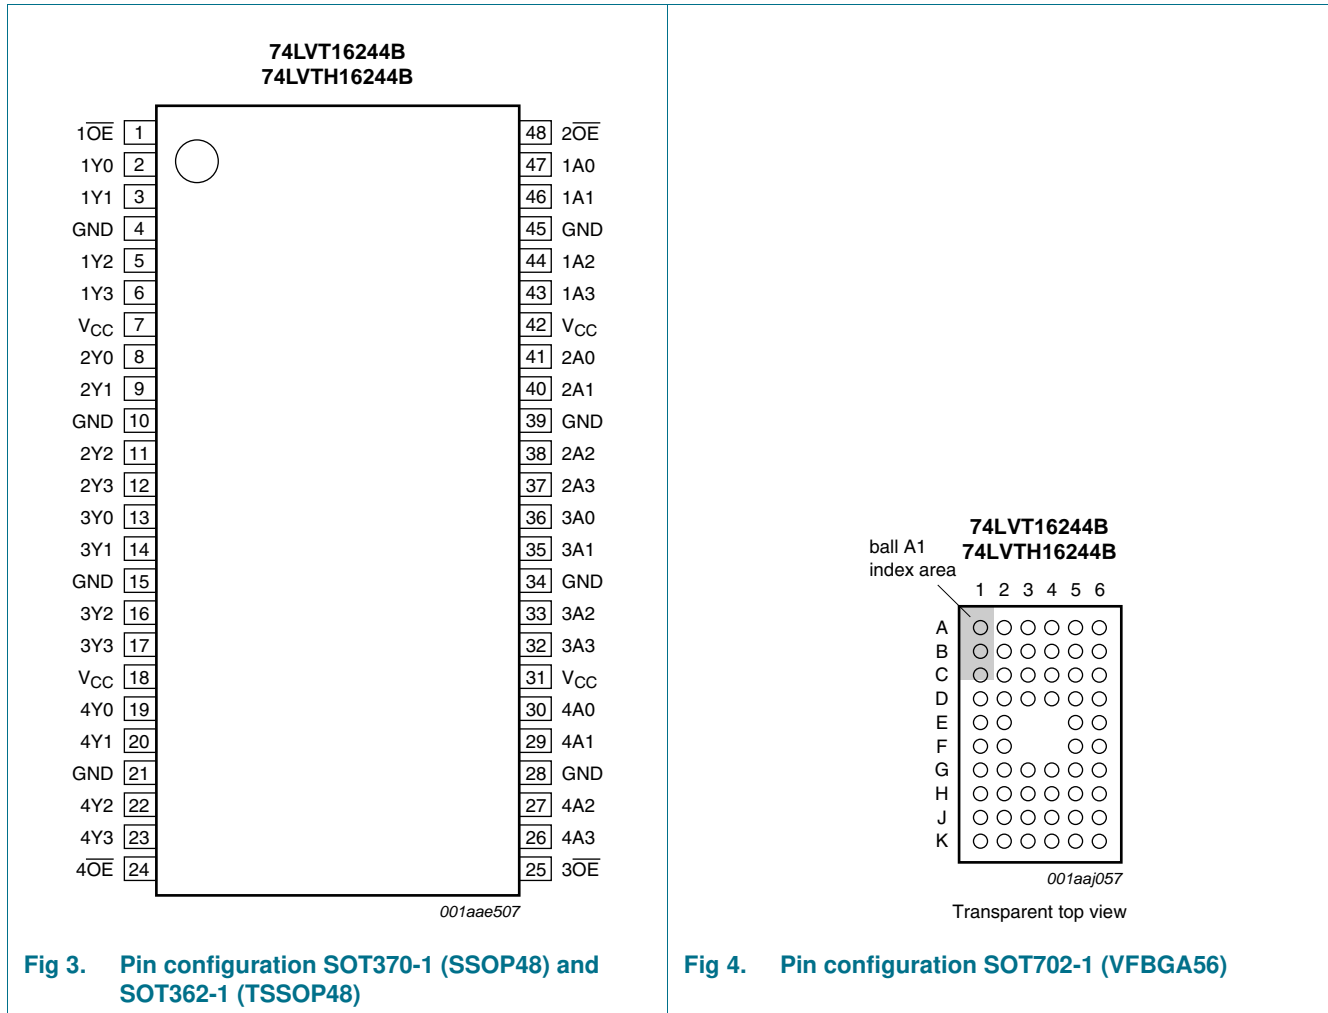 74LVT16244B
74LVTH16244B
1OE 1 48 2OE
1Y0 2 47 1A0
1Y1 3 46 1A1
GND 4 45 GND
1Y2 5 44 1A2
1Y3 6 43 1A3
VCC 7 42 VCC
2Y0 8 41 2A0
2Y1 9 40 2A1
GND 10 39 GND
2Y2 11 38 2A2
2Y3 12 37 2A3
3Y0 13 36 3A0
3Y1 14 35 3A1
GND 15 34 GND
3Y2 16 33 3A2
3Y3 17 32 3A3
VCC 18 31 VCC
4Y0 19 30 4A0
4Y1 20 29 4A1
GND 21 28 GND
4Y2 22 27 4A2
4Y3 23 26 4A3
4OE 24 25 3OE
001aae507
Fig 3. Pin configuration SOT370-1 (SSOP48) and
SOT362-1 (TSSOP48)
74LVT16244B
74LVTH16244B
ball A1
index area
1 2 3 4 5 6
A
B
C
D
E
F
G
H
J
K
001aaj057
Transparent top view
Fig 4. Pin configuration SOT702-1 (VFBGA56)